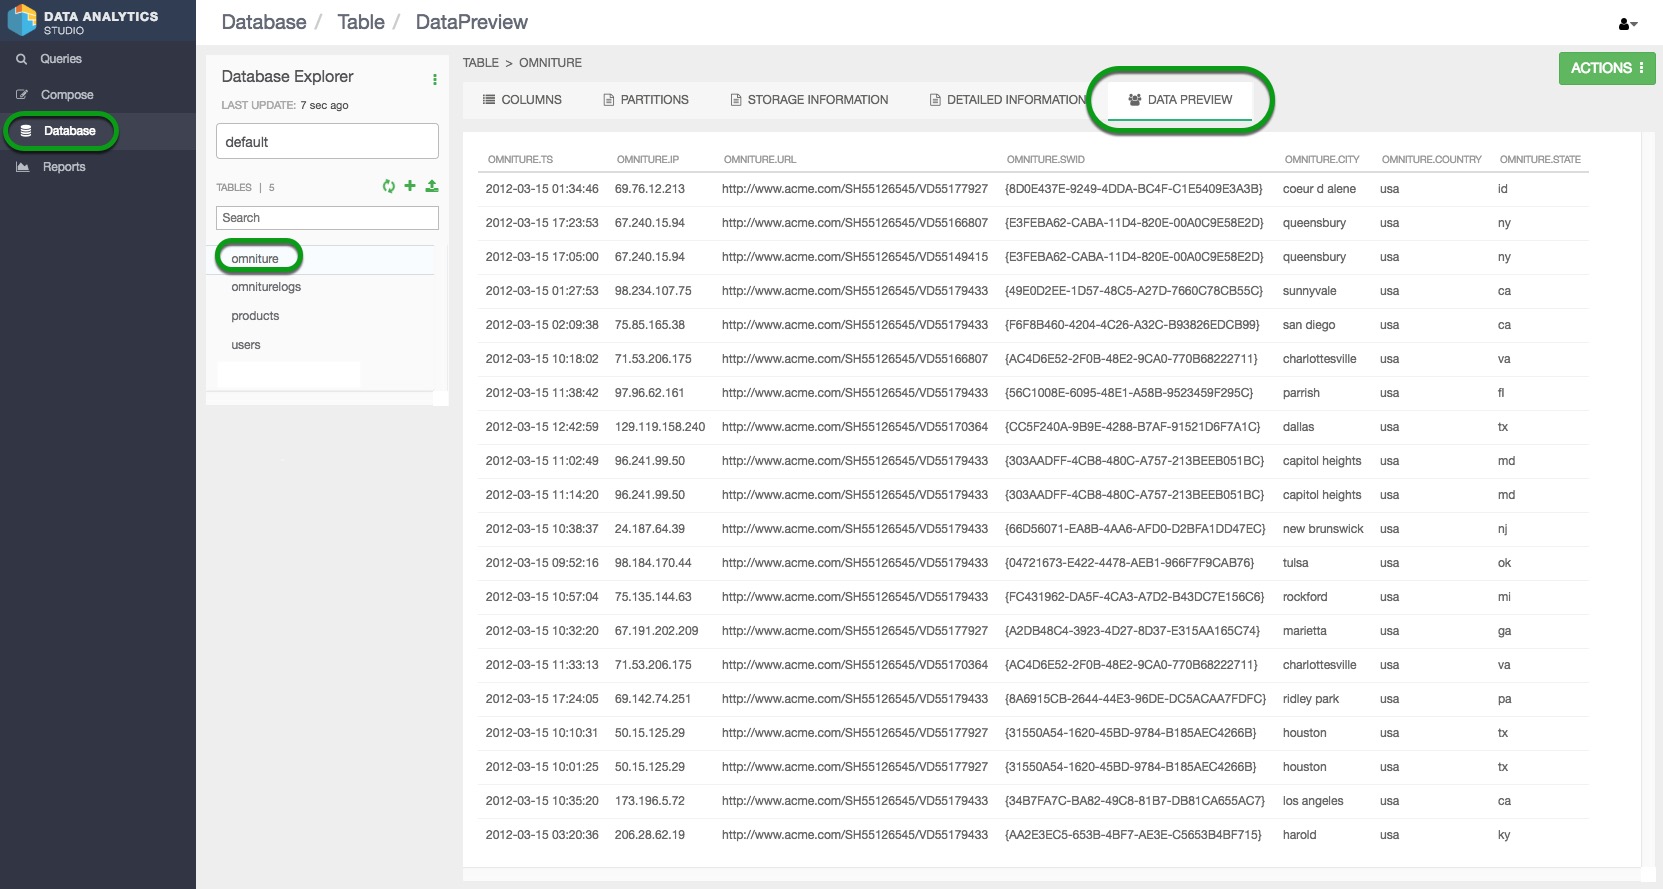 DATA ANALYTICS
STUDIO
Queries
Compose
Database
Reports
Database / Table / DataPreview
Database Explorer
LAST UPDATE: 7 sec ago
default
TABLES | 5
Search
omniture
omniturelogs
products
users
TABLE > OMNITURE
ACTIONS
COLUMNS PARTITIONS STORAGE INFORMATION DETAILED INFORMATION DATA PREVIEW
OMNITURE.TS OMNITURE.IP OMNITURE.URL OMNITURE.SWID OMNITURE.CITY OMNITURE.COUNTRY OMNITURE.STATE
2012-03-15 01:34:46 69.76.12.213 http://www.acme.com/SH55126545/VD55177927 {8D0E437E-9249-4DDA-BC4F-C1E5409E3A3B} coeur d alene usa id
2012-03-15 17:23:53 67.240.15.94 http://www.acme.com/SH55126545/VD55166807 {E3FEBA62-CABA-11D4-820E-00A0C9E58E2D} queensbury usa ny
2012-03-15 17:05:00 67.240.15.94 http://www.acme.com/SH55126545/VD55149415 {E3FEBA62-CABA-11D4-820E-00A0C9E58E2D} queensbury usa ny
2012-03-15 01:27:53 98.234.107.75 http://www.acme.com/SH55126545/VD55179433 {49E0D2EE-1D57-48C5-A27D-7660C78CB55C} sunnyvale usa ca
2012-03-15 02:09:38 75.85.165.38 http://www.acme.com/SH55126545/VD55179433 {F6F8B460-4204-4C26-A32C-B93826EDCB99} san diego usa ca
2012-03-15 10:18:02 71.53.206.175 http://www.acme.com/SH55126545/VD55166807 {AC4D6E52-2F0B-48E2-9CA0-770B68222711} charlottesville usa va
2012-03-15 11:38:42 97.96.62.161 http://www.acme.com/SH55126545/VD55179433 {56C1008E-6095-48E1-A58B-9523459F295C} parrish usa fl
2012-03-15 12:42:59 129.119.158.240 http://www.acme.com/SH55126545/VD55170364 {CC5F240A-9B9E-4288-B7AF-91521D6F7A1C} dallas usa tx
2012-03-15 11:02:49 96.241.99.50 http://www.acme.com/SH55126545/VD55179433 {303AADFF-4CB8-480C-A757-213BEEB051BC} capitol heights usa md
2012-03-15 11:14:20 96.241.99.50 http://www.acme.com/SH55126545/VD55179433 {303AADFF-4CB8-480C-A757-213BEEB051BC} capitol heights usa md
2012-03-15 10:38:37 24.187.64.39 http://www.acme.com/SH55126545/VD55179433 {66D56071-EA8B-4AA6-AFD0-D2BFA1DD47EC} new brunswick usa nj
2012-03-15 09:52:16 98.184.170.44 http://www.acme.com/SH55126545/VD55179433 {04721673-E422-4478-AEB1-966F7F9CAB76} tulsa usa ok
2012-03-15 10:57:04 75.135.144.63 http://www.acme.com/SH55126545/VD55179433 {FC431962-DA5F-4CA3-A7D2-B43DC7E156C6} rockford usa mi
2012-03-15 10:32:20 67.191.202.209 http://www.acme.com/SH55126545/VD55177927 {A2DB48C4-3923-4D27-8D37-E315AA165C74} marietta usa ga
2012-03-15 11:33:13 71.53.206.175 http://www.acme.com/SH55126545/VD55170364 {AC4D6E52-2F0B-48E2-9CA0-770B68222711} charlottesville usa va
2012-03-15 17:24:05 69.142.74.251 http://www.acme.com/SH55126545/VD55179433 {8A6915CB-2644-44E3-96DE-DC5ACAA7FDFC} ridley park usa pa
2012-03-15 10:10:31 50.15.125.29 http://www.acme.com/SH55126545/VD55177927 {31550A54-1620-45BD-9784-B185AEC4266B} houston usa tx
2012-03-15 10:01:25 50.15.125.29 http://www.acme.com/SH55126545/VD55177927 {31550A54-1620-45BD-9784-B185AEC4266B} houston usa tx
2012-03-15 10:35:20 173.196.5.72 http://www.acme.com/SH55126545/VD55179433 {34B7FA7C-BA82-49C8-81B7-DB81CA655AC7} los angeles usa ca
2012-03-15 03:20:36 206.28.62.19 http://www.acme.com/SH55126545/VD55179433 {AA2E3EC5-653B-4BF7-AE3E-C5653B4BF715} harold usa ky